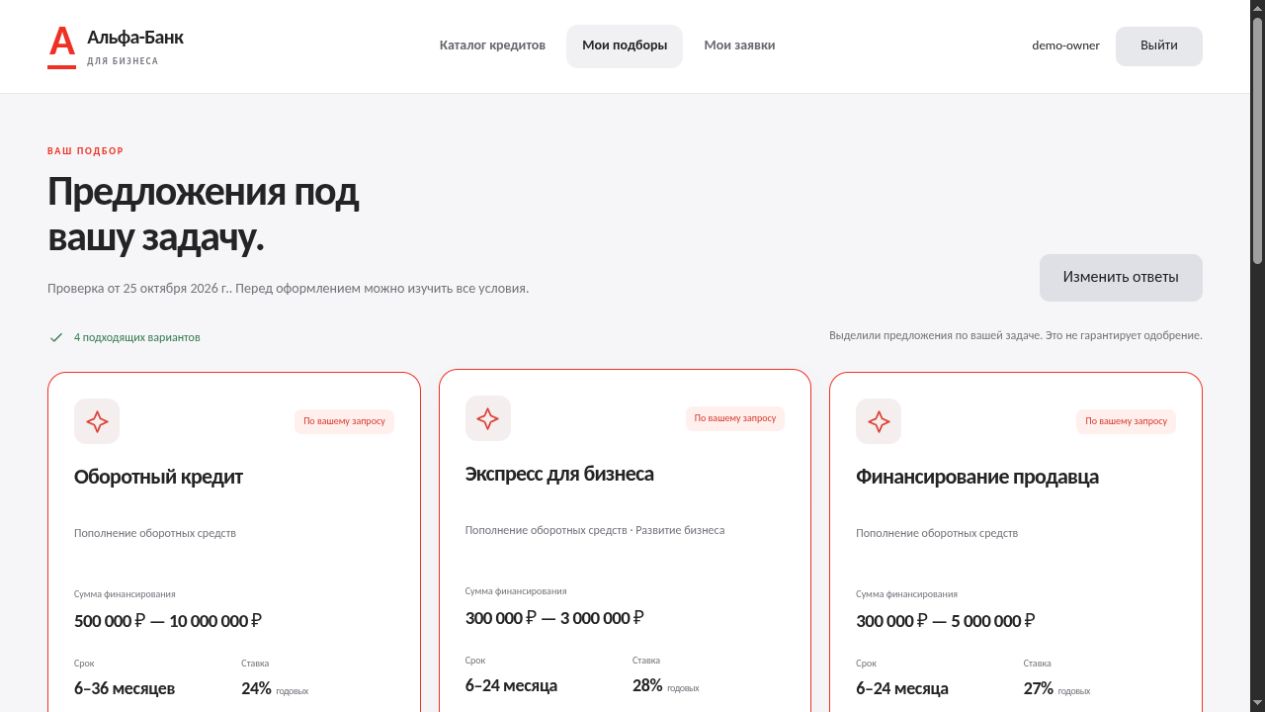 А
Альфа-Банк
ДЛЯ БИЗНЕСА
Каталог кредитов
Мои подборы
Мои заявки
demo-owner
Выйти
ВАШ ПОДБОР
Предложения под
вашу задачу.
Проверка от 25 октября 2026 г.. Перед оформлением можно изучить все условия.
Изменить ответы
4 подходящих вариантов
Выделили предложения по вашей задаче. Это не гарантирует одобрение.
По вашему запросу
Оборотный кредит
Пополнение оборотных средств
Сумма финансирования
500 000 ₽ — 10 000 000 ₽
Срок
Ставка
6–36 месяцев
24% годовых
По вашему запросу
Экспресс для бизнеса
Пополнение оборотных средств · Развитие бизнеса
Сумма финансирования
300 000 ₽ — 3 000 000 ₽
Срок
Ставка
6–24 месяца
28% годовых
По вашему запросу
Финансирование продавца
Пополнение оборотных средств
Сумма финансирования
300 000 ₽ — 5 000 000 ₽
Срок
Ставка
6–24 месяца
27% годовых